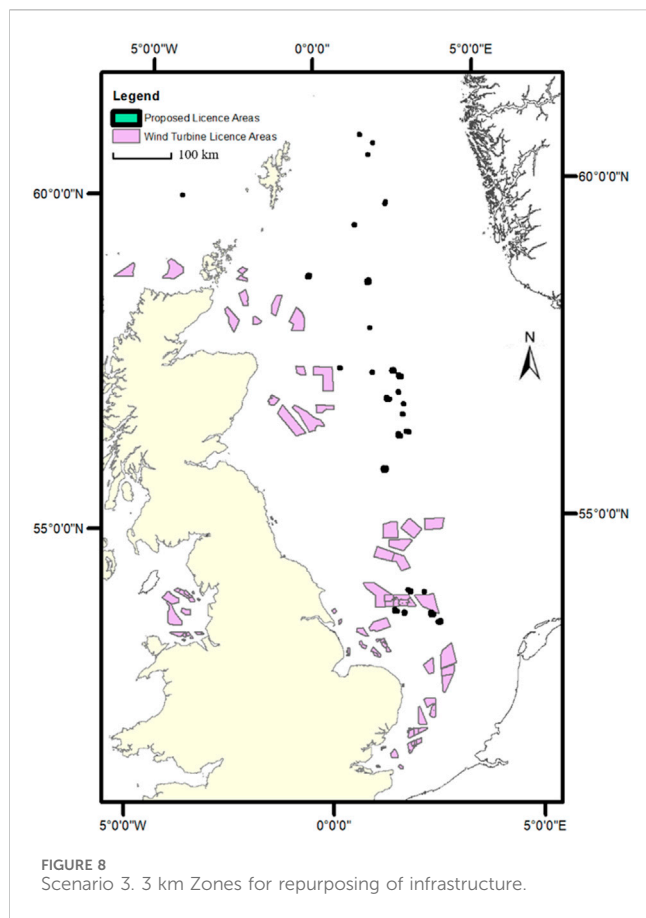 5°0'0"W 0°0'0" 5°0'0"E
Legend
Proposed Licence Areas
Wind Turbine Licence Areas
100 km
60°0'0"N 60°0'0"N
N
55°0'0"N 55°0'0"N
5°0'0"W 0°0'0" 5°0'0"E
FIGURE 8
Scenario 3. 3 km Zones for repurposing of infrastructure.